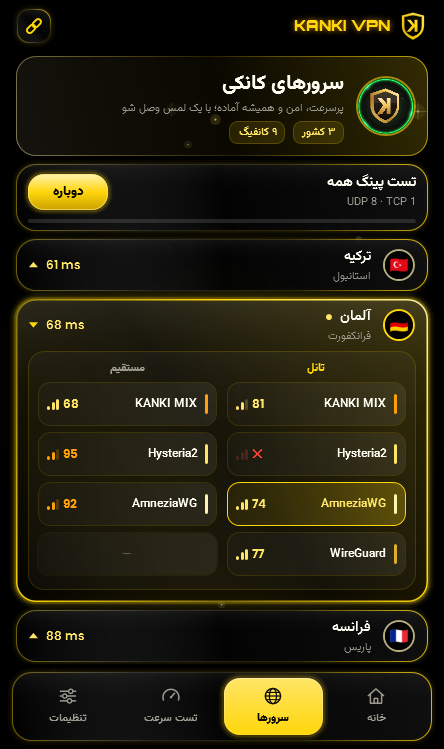 KANKI VPN
سرورهای کانکی
پرسرعت، امن و همیشه آماده؛ با یک لمس وصل شو
۳ کشور
۹ کانفیگ
تست پینگ همه
UDP 8 · TCP 1
دوباره
ترکیه
استانبول
61 ms
آلمان
فرانکفورت
68 ms
تانل
مستقیم
KANKI MIX 81
KANKI MIX 68
Hysteria2 ×
Hysteria2 95
AmneziaWG 74
AmneziaWG 92
WireGuard 77
—
فرانسه
پاریس
88 ms
خانه
سرورها
تست سرعت
تنظیمات